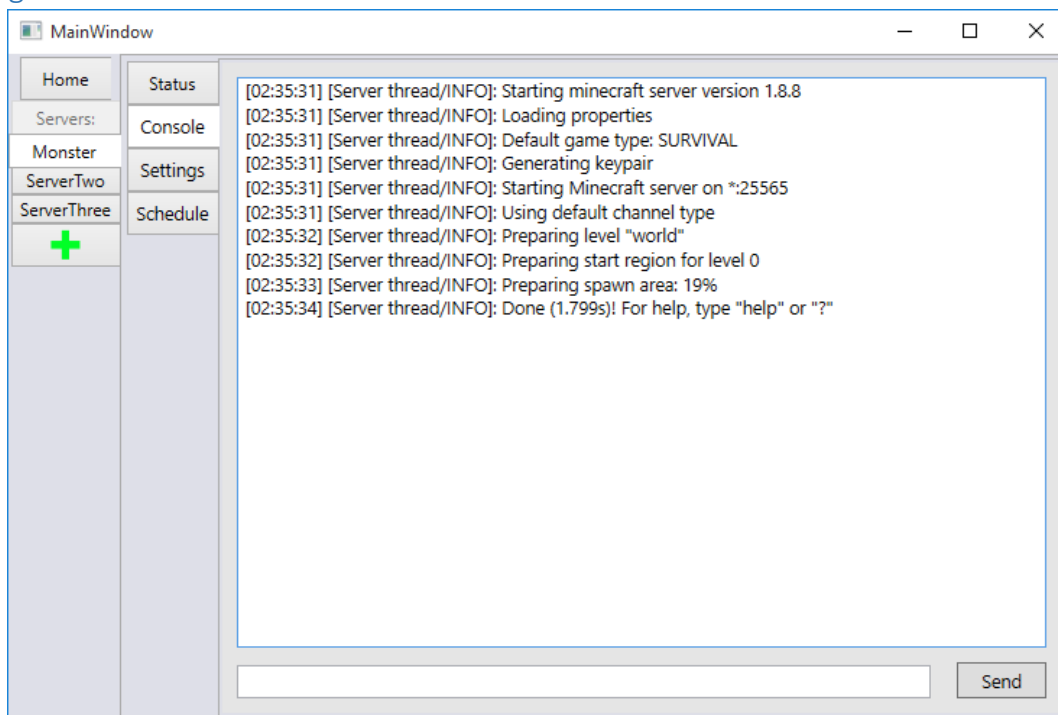 MainWindow
Home
Servers:
Monster
ServerTwo
ServerThree
Status
Console
Settings
Schedule
[02:35:31] [Server thread/INFO]: Starting minecraft server version 1.8.8
[02:35:31] [Server thread/INFO]: Loading properties
[02:35:31] [Server thread/INFO]: Default game type: SURVIVAL
[02:35:31] [Server thread/INFO]: Generating keypair
[02:35:31] [Server thread/INFO]: Starting Minecraft server on *:25565
[02:35:31] [Server thread/INFO]: Using default channel type
[02:35:32] [Server thread/INFO]: Preparing level "world"
[02:35:32] [Server thread/INFO]: Preparing start region for level 0
[02:35:33] [Server thread/INFO]: Preparing spawn area: 19%
[02:35:34] [Server thread/INFO]: Done (1.799s)! For help, type "help" or "?"
Send